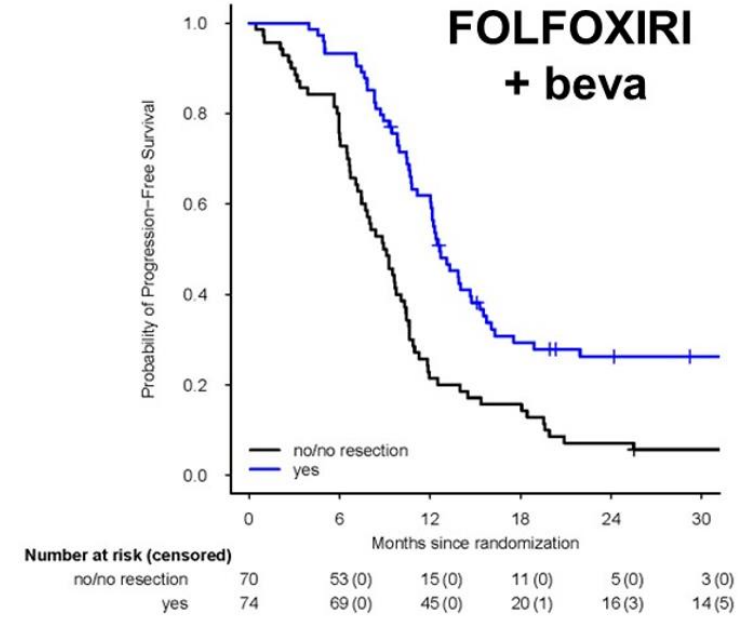 FOLFOXIRI
+ beva
Probability of Progression−Free Survival
1.0
0.8
0.6
0.4
0.2
0.0
no/no resection
yes
0 6 12 18 24 30
Months since randomization
Number at risk (censored)
no/no resection 70 53 (0) 15 (0) 11 (0) 5 (0) 3 (0)
yes 74 69 (0) 45 (0) 20 (1) 16 (3) 14 (5)